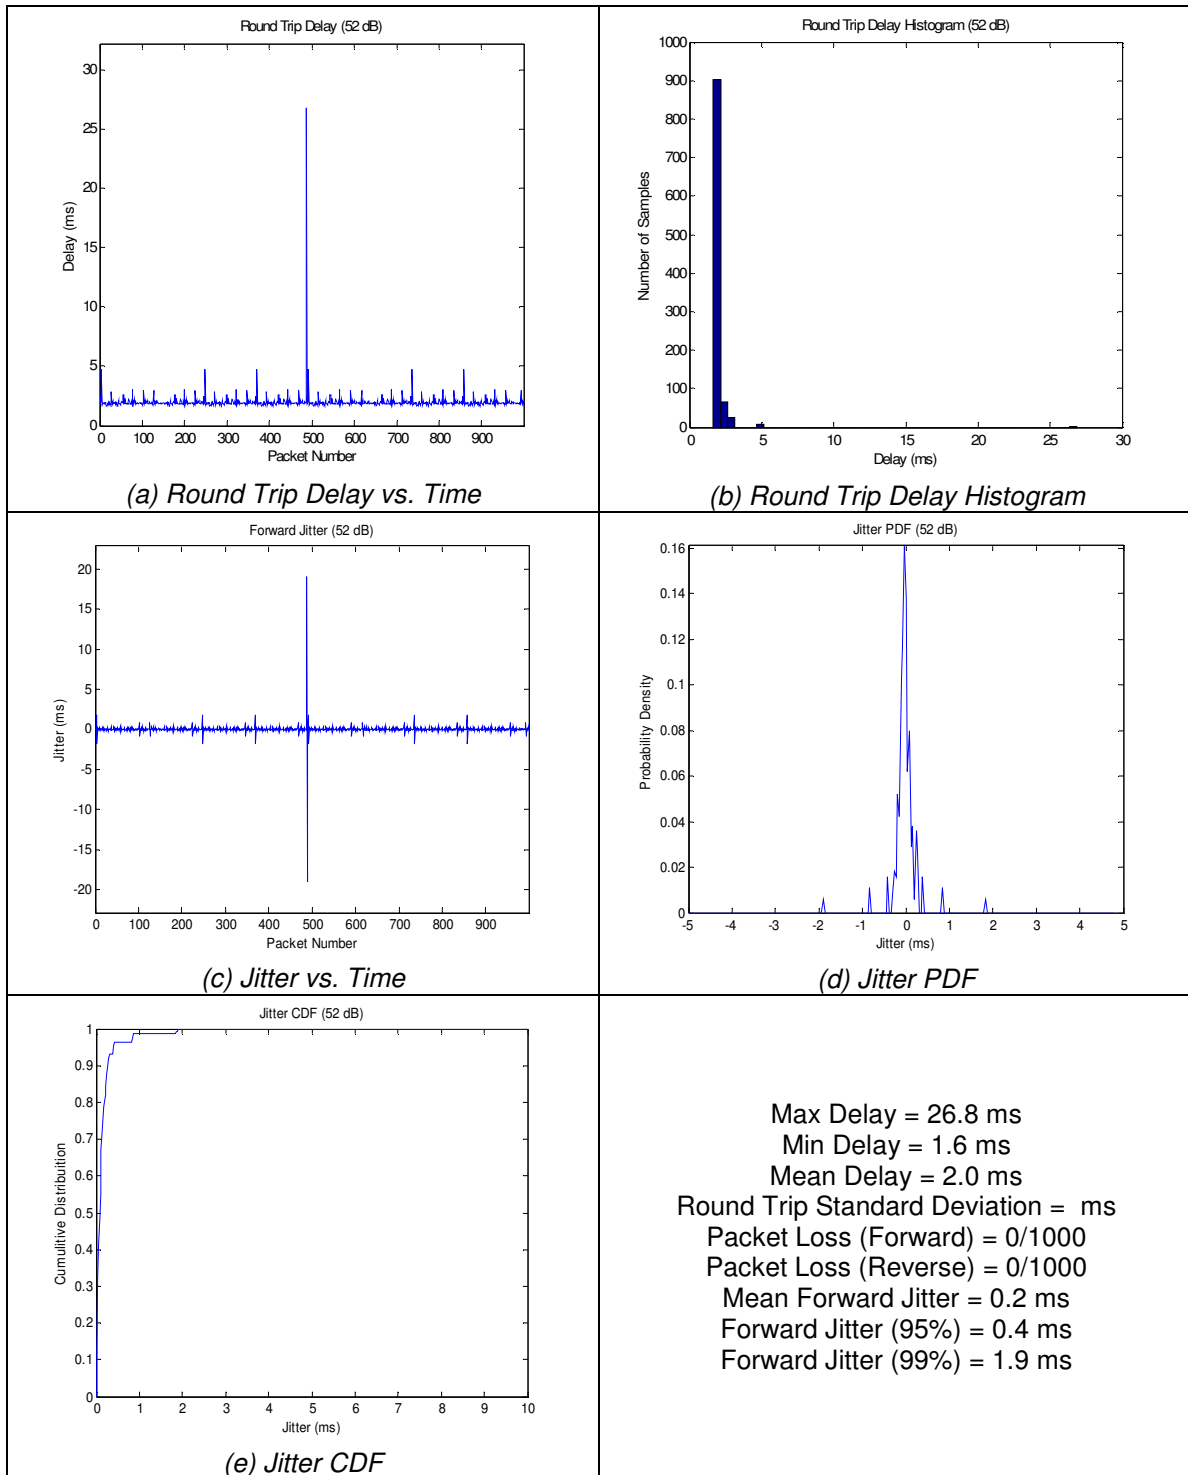 Round Trip Delay (52 dB)
30
25
20
15
10
5
0
Delay (ms)
0 100 200 300 400 500 600 700 800 900
Packet Number
(a) Round Trip Delay vs. Time
Round Trip Delay Histogram (52 dB)
1000
900
800
700
600
500
400
300
200
100
0
Number of Samples
0 5 10 15 20 25 30
Delay (ms)
(b) Round Trip Delay Histogram
Forward Jitter (52 dB)
20
15
10
5
0
-5
-10
-15
-20
Jitter (ms)
0 100 200 300 400 500 600 700 800 900
Packet Number
(c) Jitter vs. Time
Jitter PDF (52 dB)
0.16
0.14
0.12
0.1
0.08
0.06
0.04
0.02
0
Probability Density
-5 -4 -3 -2 -1 0 1 2 3 4 5
Jitter (ms)
(d) Jitter PDF
Jitter CDF (52 dB)
1
0.9
0.8
0.7
0.6
0.5
0.4
0.3
0.2
0.1
0
Cumulitive Distribuition
0 1 2 3 4 5 6 7 8 9 10
Jitter (ms)
(e) Jitter CDF
Max Delay = 26.8 ms
Min Delay = 1.6 ms
Mean Delay = 2.0 ms
Round Trip Standard Deviation = ms
Packet Loss (Forward) = 0/1000
Packet Loss (Reverse) = 0/1000
Mean Forward Jitter = 0.2 ms
Forward Jitter (95%) = 0.4 ms
Forward Jitter (99%) = 1.9 ms